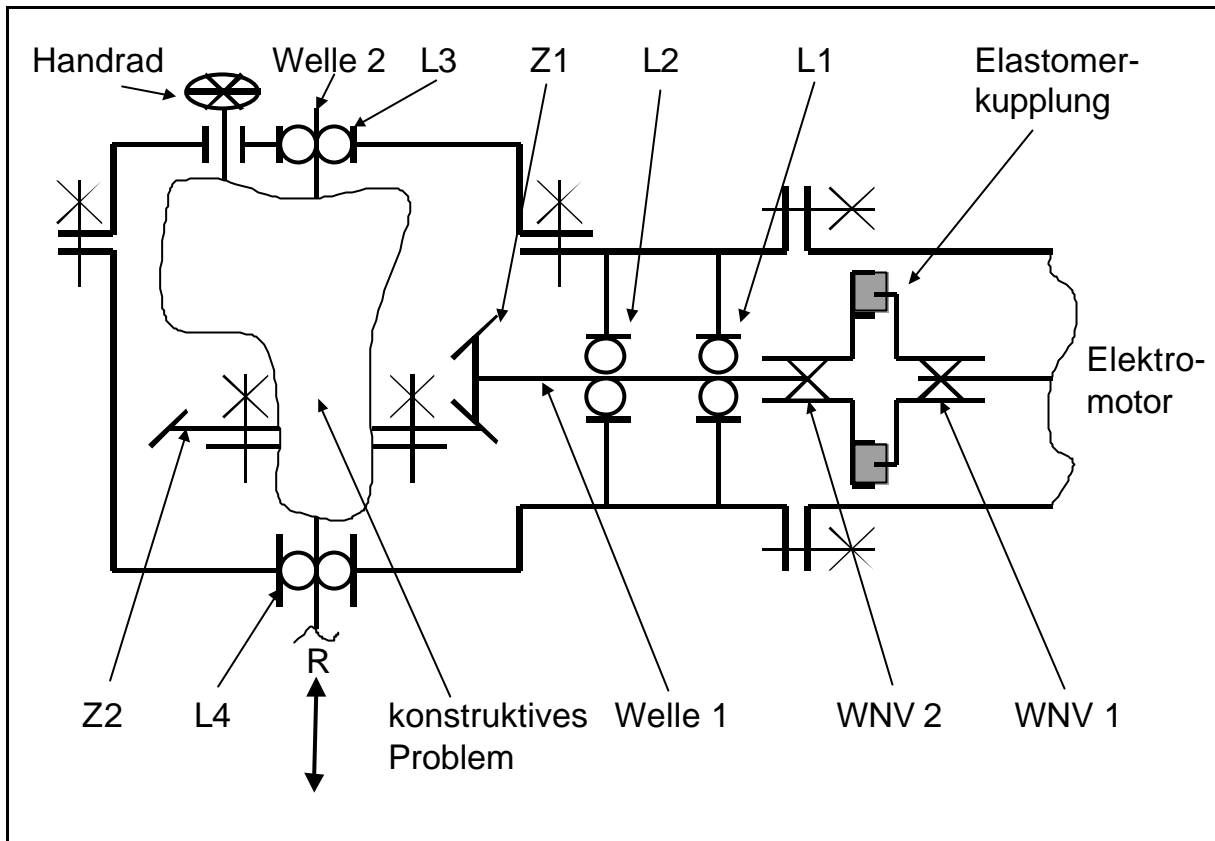 Handrad
Welle 2
L3
Z1
L2
L1
Elastomer-
kupplung
Elektro-
motor
R
Z2
L4
konstruktives
Problem
Welle 1
WNV 2
WNV 1